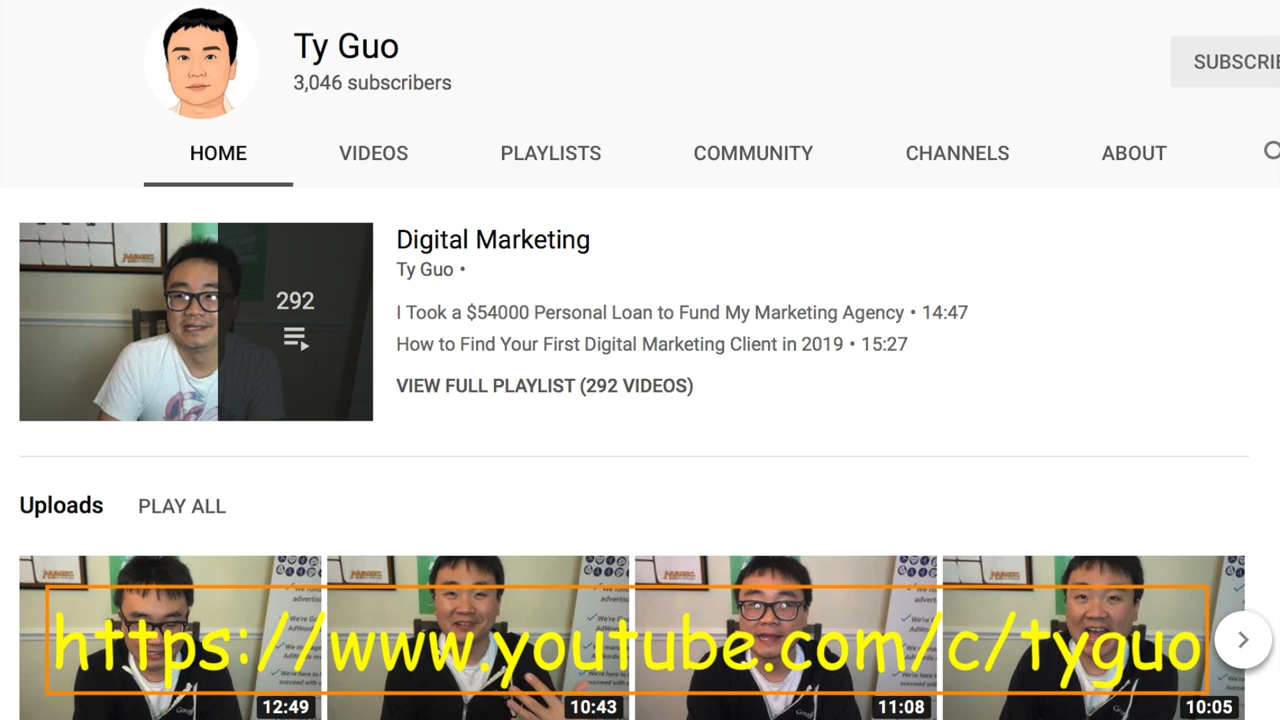 Ty Guo
3,046 subscribers
SUBSCRIBE
HOME VIDEOS PLAYLISTS COMMUNITY CHANNELS ABOUT
292
Digital Marketing
Ty Guo •
I Took a $54000 Personal Loan to Fund My Marketing Agency • 14:47
How to Find Your First Digital Marketing Client in 2019 • 15:27
VIEW FULL PLAYLIST (292 VIDEOS)
Uploads PLAY ALL
https://www.youtube.com/c/tyguo
12:49 10:43 11:08 10:05